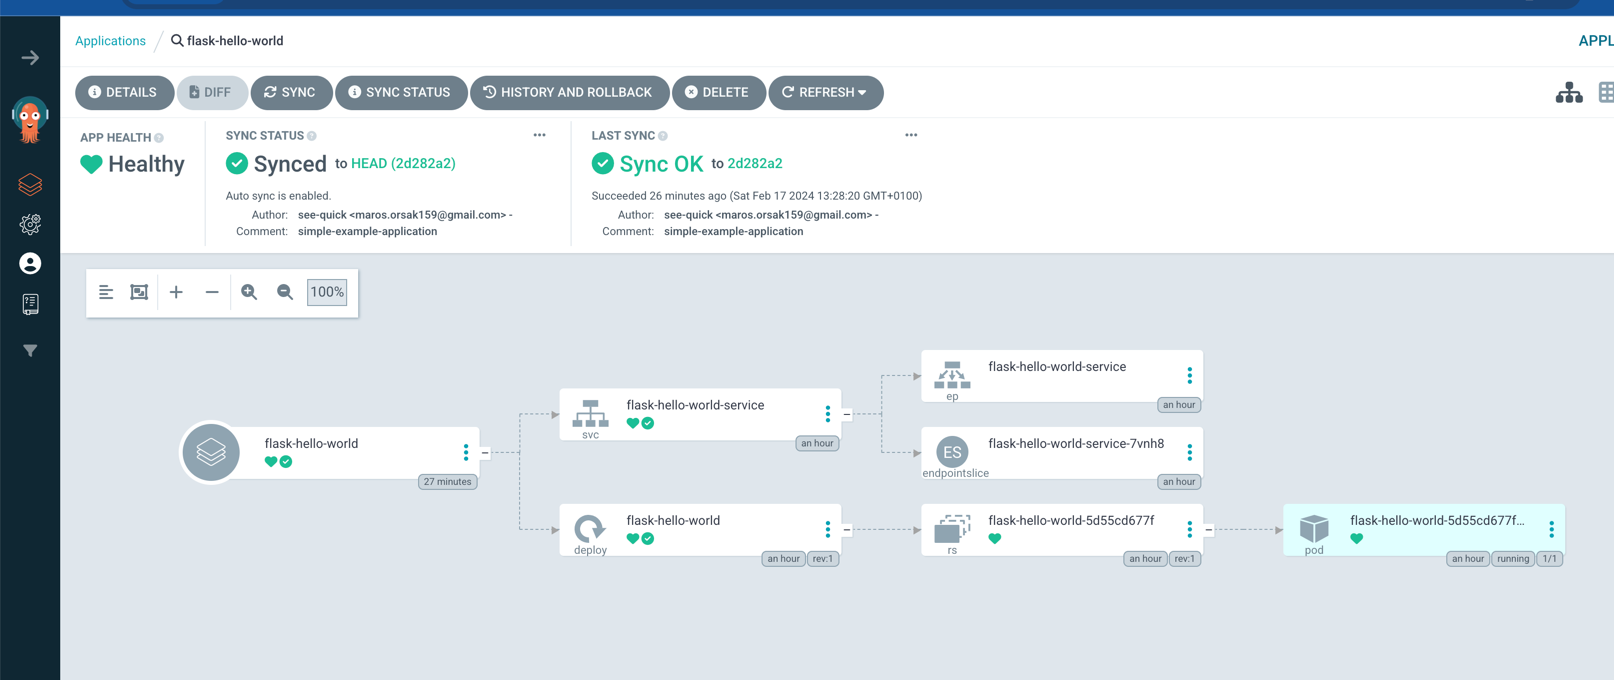 Applications / flask-hello-world
APPL
DETAILS DIFF SYNC SYNC STATUS HISTORY AND ROLLBACK DELETE REFRESH
APP HEALTH
Healthy
SYNC STATUS
Synced to HEAD (2d282a2)
Auto sync is enabled.
Author: see-quick <maros.orsak159@gmail.com> -
Comment: simple-example-application
LAST SYNC
Sync OK to 2d282a2
Succeeded 26 minutes ago (Sat Feb 17 2024 13:28:20 GMT+0100)
Author: see-quick <maros.orsak159@gmail.com> -
Comment: simple-example-application
100%
flask-hello-world
27 minutes
flask-hello-world-service
svc
an hour
flask-hello-world-service
ep
an hour
ES
flask-hello-world-service-7vnh8
endpointslice
an hour
flask-hello-world
deploy
an hour rev:1
flask-hello-world-5d55cd677f
rs
an hour rev:1
flask-hello-world-5d55cd677f...
pod
an hour running 1/1